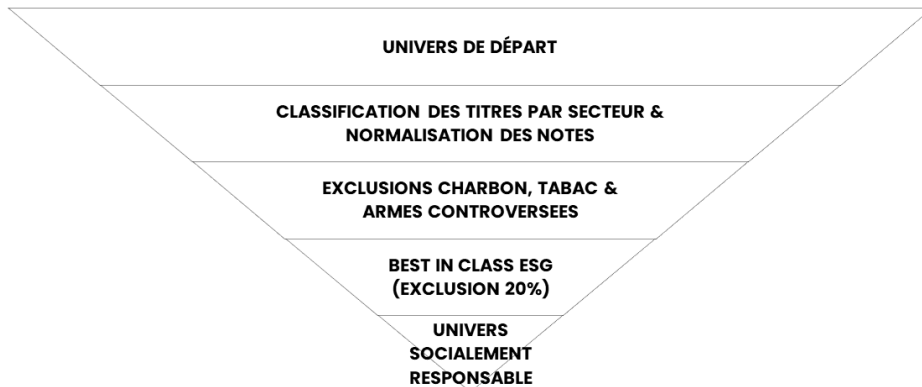 UNIVERS DE DÉPART
CLASSIFICATION DES TITRES PAR SECTEUR &
NORMALISATION DES NOTES
EXCLUSIONS CHARBON, TABAC &
ARMES CONTROVERSEES
BEST IN CLASS ESG
(EXCLUSION 20%)
UNIVERS
SOCIALEMENT
RESPONSABLE